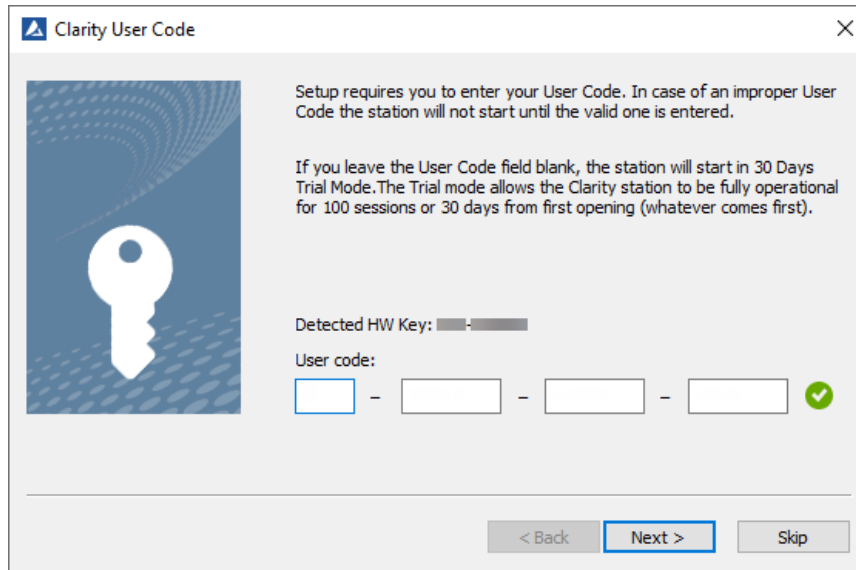 Clarity User Code
Setup requires you to enter your User Code. In case of an improper User
Code the station will not start until the valid one is entered.
If you leave the User Code field blank, the station will start in 30 Days
Trial Mode.The Trial mode allows the Clarity station to be fully operational
for 100 sessions or 30 days from first opening (whatever comes first).
Detected HW Key:
User code:
– – –
< Back Next > Skip